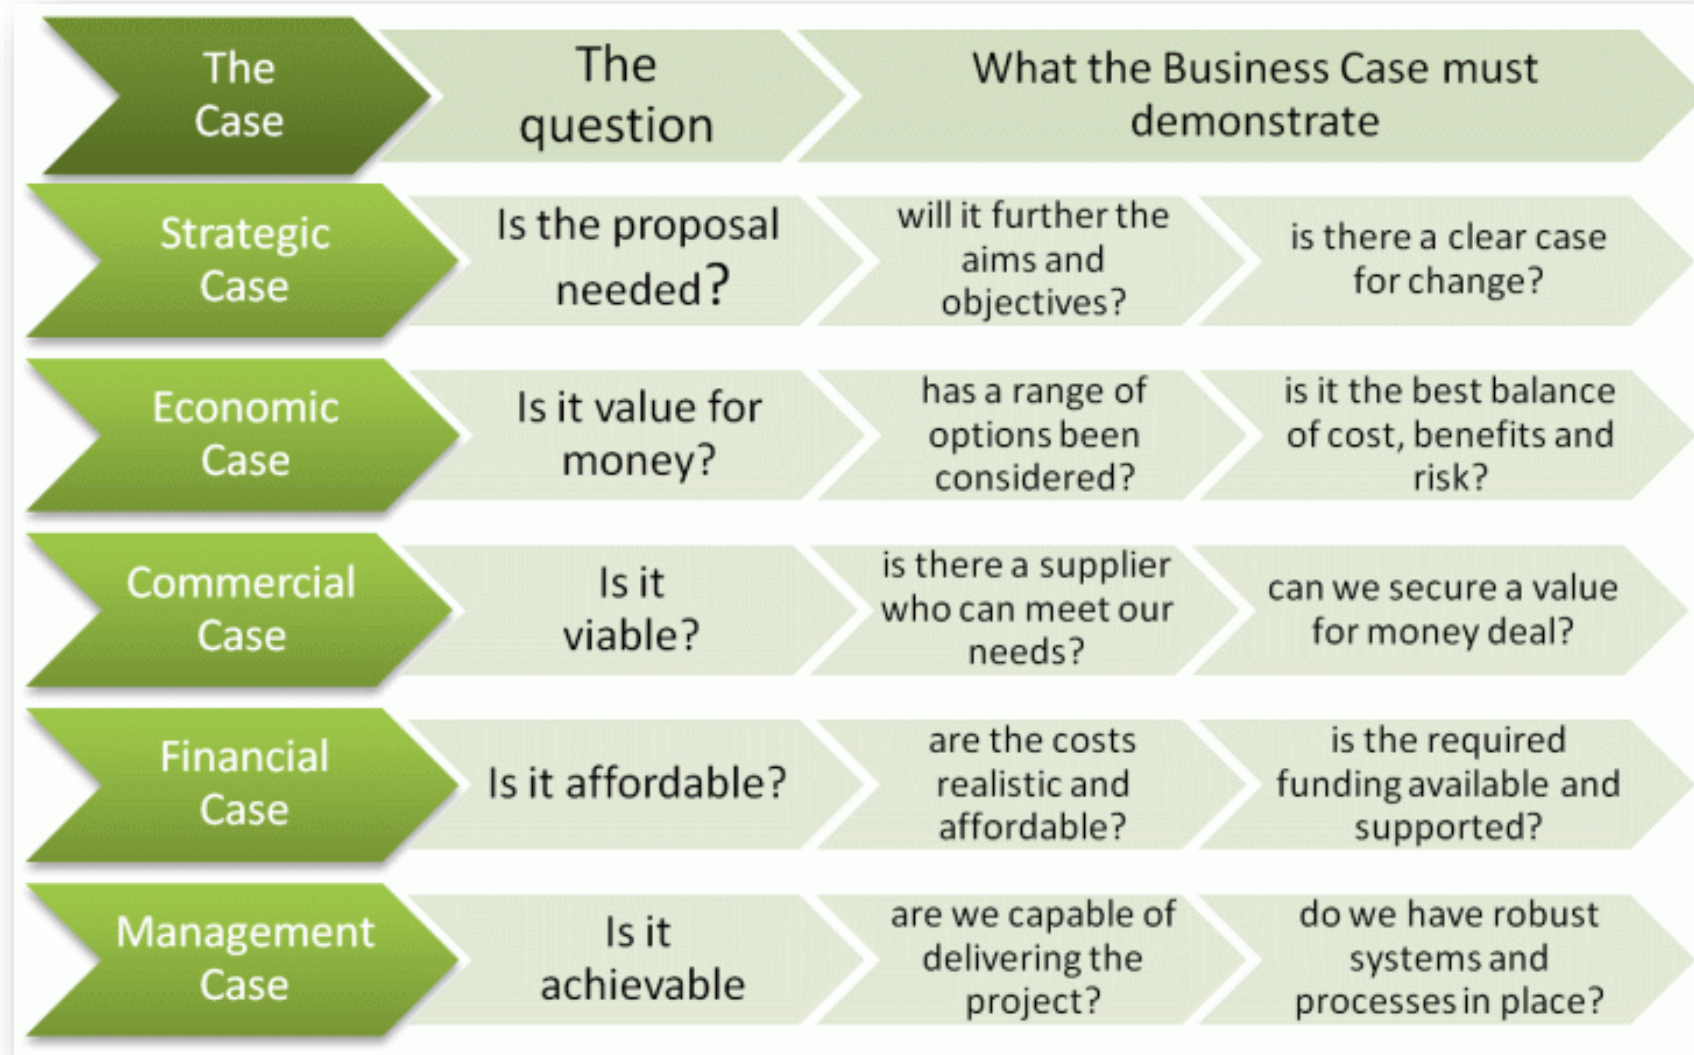 The
Case
The
question
What the Business Case must
demonstrate
Strategic
Case
Is the proposal
needed?
will it further the
aims and
objectives?
is there a clear case
for change?
Economic
Case
Is it value for
money?
has a range of
options been
considered?
is it the best balance
of cost, benefits and
risk?
Commercial
Case
Is it
viable?
is there a supplier
who can meet our
needs?
can we secure a value
for money deal?
Financial
Case
Is it affordable?
are the costs
realistic and
affordable?
is the required
funding available and
supported?
Management
Case
Is it
achievable
are we capable of
delivering the
project?
do we have robust
systems and
processes in place?